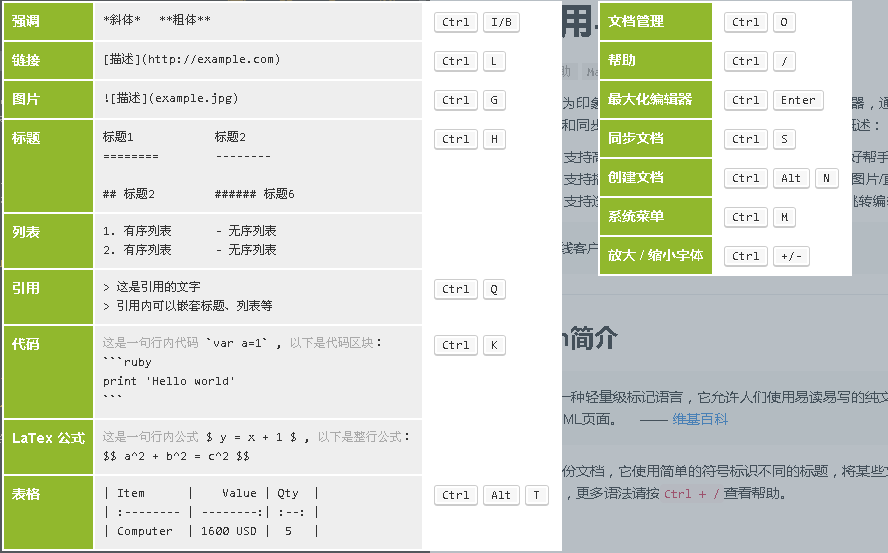 强调 *斜体* **粗体** Ctrl I/B
链接 [描述](http://example.com) Ctrl L
图片 ![描述](example.jpg) Ctrl G
标题 标题1 标题2 Ctrl H
======== --------
## 标题2 ###### 标题6
列表 1. 有序列表 - 无序列表
2. 有序列表 - 无序列表
引用 > 这是引用的文字 Ctrl Q
> 引用内可以嵌套标题、列表等
代码 这是一句行内代码 `var a=1` , 以下是代码区块： Ctrl K
```ruby
print 'Hello world'
```
LaTex 公式 这是一句行内公式 $ y = x + 1 $ , 以下是整行公式：
$$ a^2 + b^2 = c^2 $$
表格 | Item | Value | Qty | Ctrl Alt T
| :-------- | --------:| :--: |
| Computer | 1600 USD | 5 |
文档管理 Ctrl O
帮助 Ctrl /
最大化编辑器 Ctrl Enter
同步文档 Ctrl S
创建文档 Ctrl Alt N
系统菜单 Ctrl M
放大 / 缩小字体 Ctrl +/-
用
助
为印象
器，通
和同步
概述：
支持高
好帮手
支持
图片/
支持
跳转编
线客户
简介
一种轻量级标记语言，它允许人们使用易读易写的纯文
ML页面。 —— 维基百科
份文档，它使用简单的符号标识不同的标题，将某些文
，更多语法请按 Ctrl + / 查看帮助。